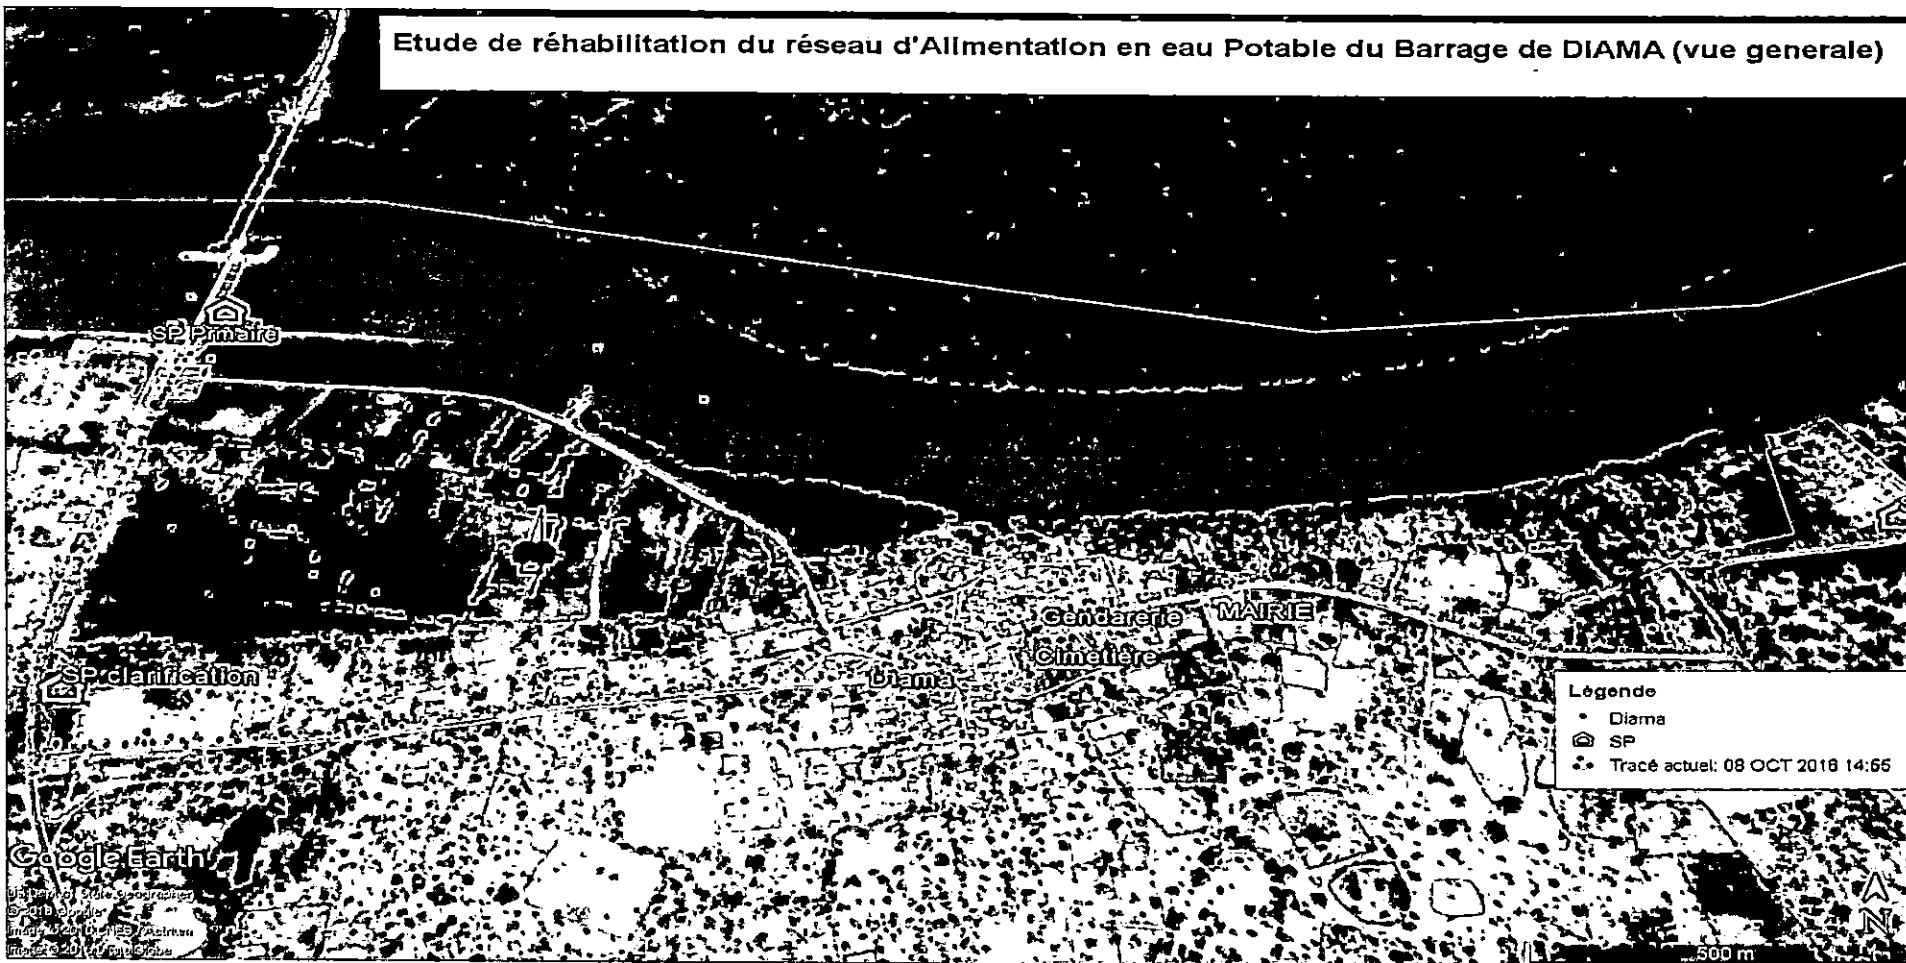 Etude de réhabilitation du réseau d'Alimentation en eau Potable du Barrage de DIAMA (vue generale)
SP Prmaire
Gendarerie
MAIRIE
Cimetière
SP clarification
Diama
Légende
Diama
SP
Tracé actuel: 08 OCT 2018 14:55
Google Earth
N
500 m